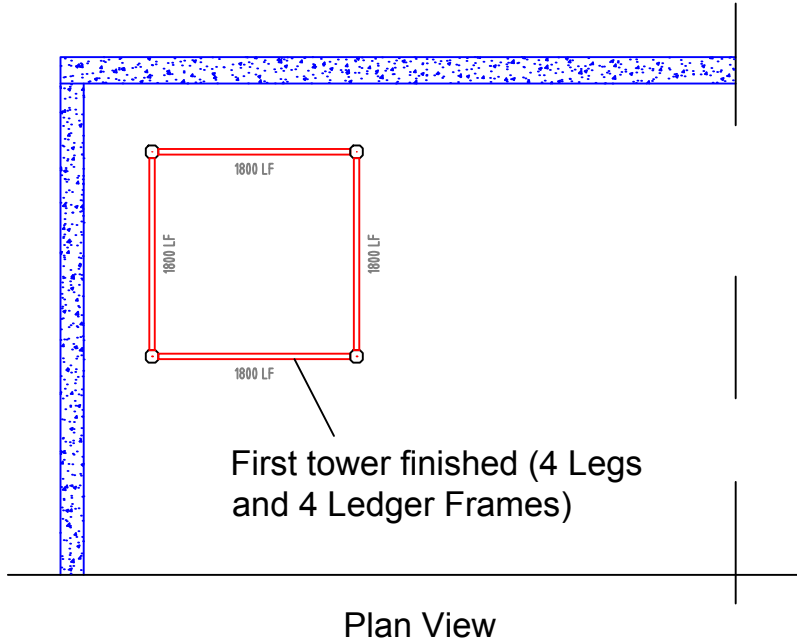 1800 LF
1800 LF
1800 LF
1800 LF
First tower finished (4 Legs
and 4 Ledger Frames)
Plan View